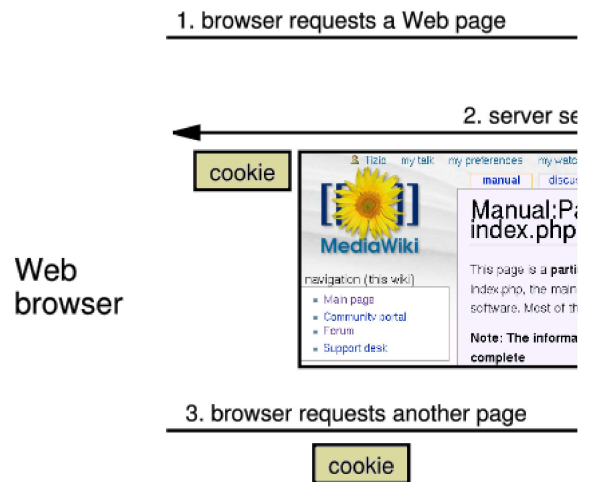 1. browser requests a Web page
2. server se
cookie
Tizio my talk my preferences my watc
manual discus
[[ ]]
MediaWiki
Manual:Pa
index.php
navigation (this wiki)
Main page
Community portal
Forum
Support desk
This page is a parti
index.php, the main
software. Most of th
Note: The informa
complete
Web
browser
3. browser requests another page
cookie